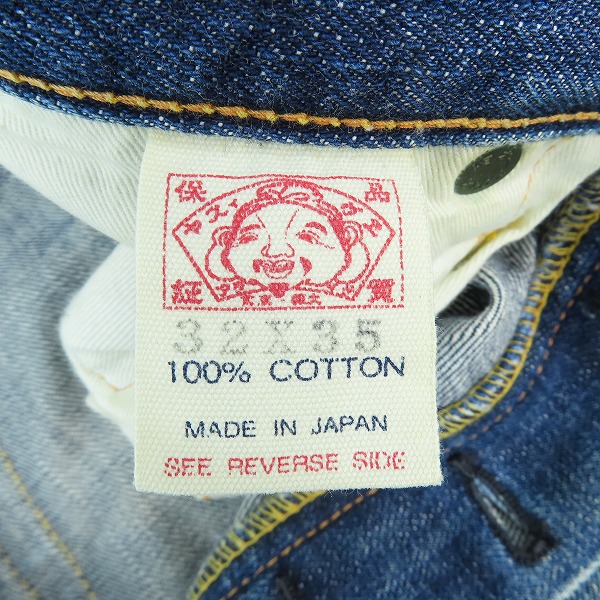 保 品
証 質
32X35
100% COTTON
MADE IN JAPAN
SEE REVERSE SIDE